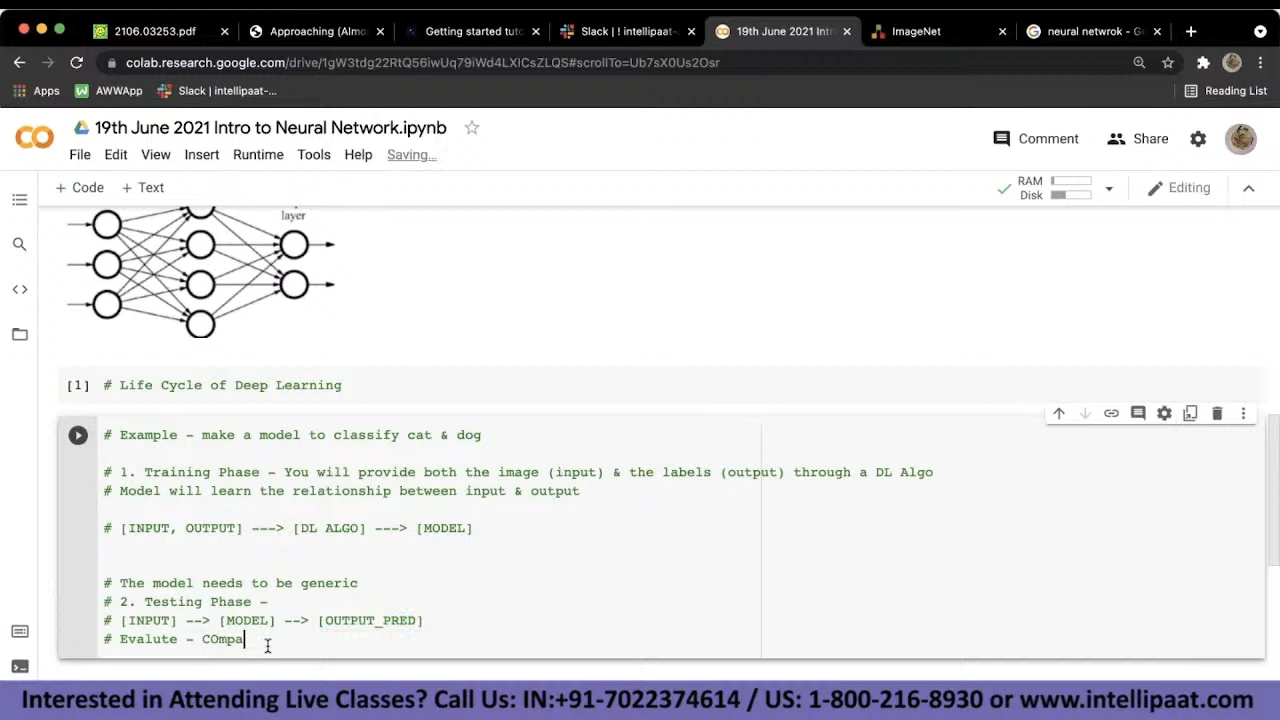 2106.03253.pdf
Approaching (Almo
Getting started tuto
Slack | ! intellipaat-
19th June 2021 Intro
ImageNet
neural netwrok - Go
colab.research.google.com/drive/1gW3tdg22RtQ56iwUq79iWd4LXICsZLQS#scrollTo=Ub7sX0Us2Osr
Apps
AWWApp
Slack | intellipaat-...
Reading List
19th June 2021 Intro to Neural Network.ipynb
Comment
Share
File Edit View Insert Runtime Tools Help Saving...
+ Code + Text
RAM
Disk
Editing
layer
[1] # Life Cycle of Deep Learning
# Example - make a model to classify cat & dog
# 1. Training Phase - You will provide both the image (input) & the labels (output) through a DL Algo
# Model will learn the relationship between input & output
# [INPUT, OUTPUT] ---> [DL ALGO] ---> [MODEL]
# The model needs to be generic
# 2. Testing Phase -
# [INPUT] --> [MODEL] --> [OUTPUT_PRED]
# Evalute - COmpa
Interested in Attending Live Classes? Call Us: IN:+91-7022374614 / US: 1-800-216-8930 or www.intellipaat.com